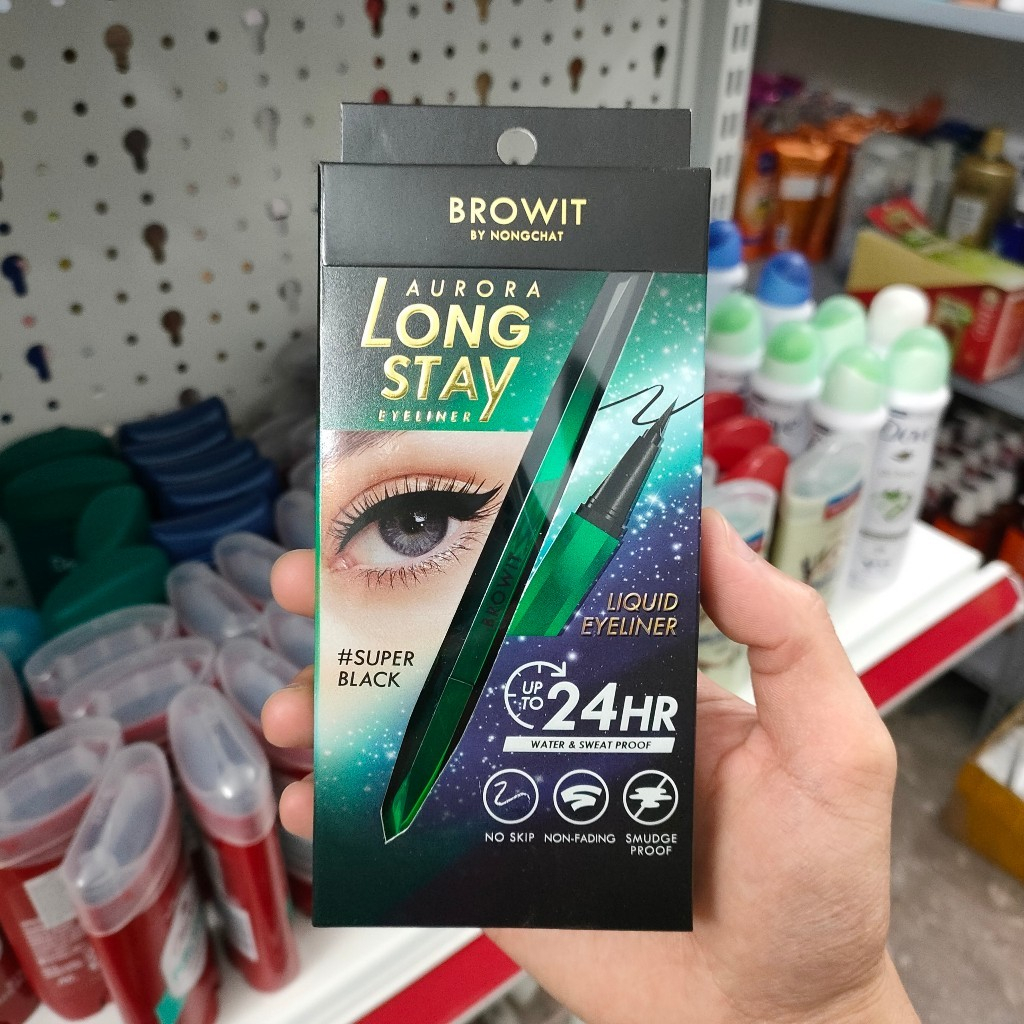 BROWIT
BY NONGCHAT
AURORA
LONG
STAY
EYELINER
BROWIT
LIQUID
EYELINER
#SUPER
BLACK
UP
TO
24HR
WATER & SWEAT PROOF
NO SKIP
NON-FADING
SMUDGE
PROOF
Dove